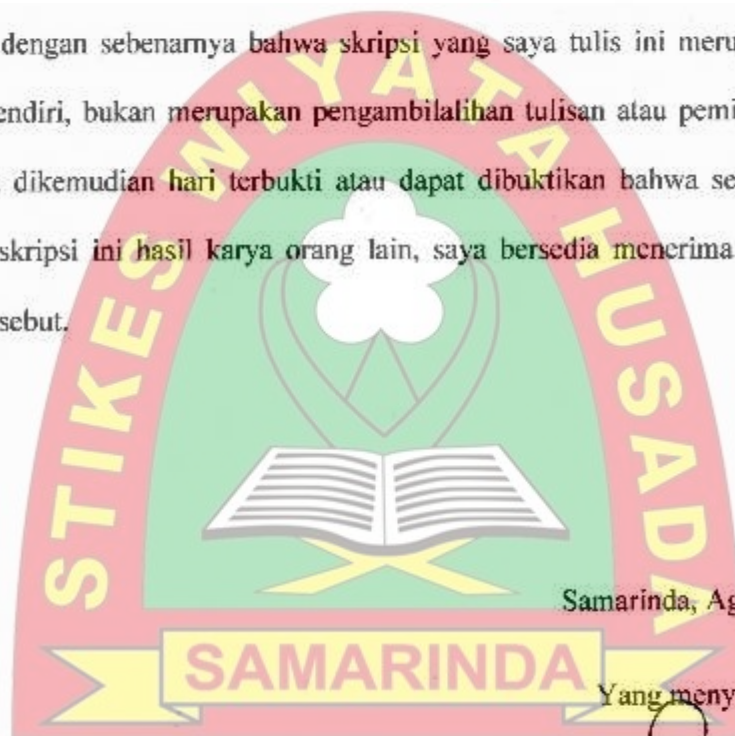 dengan sebenarnya bahwa skripsi yang saya tulis ini meru
endiri, bukan merupakan pengambilalihan tulisan atau pemi
dikemudian hari terbukti atau dapat dibuktikan bahwa se
skripsi ini hasil karya orang lain, saya bersedia menerima
sebut.
STIKES WIYATA HUSADA
Samarinda, Ag
SAMARINDA
Yang meny